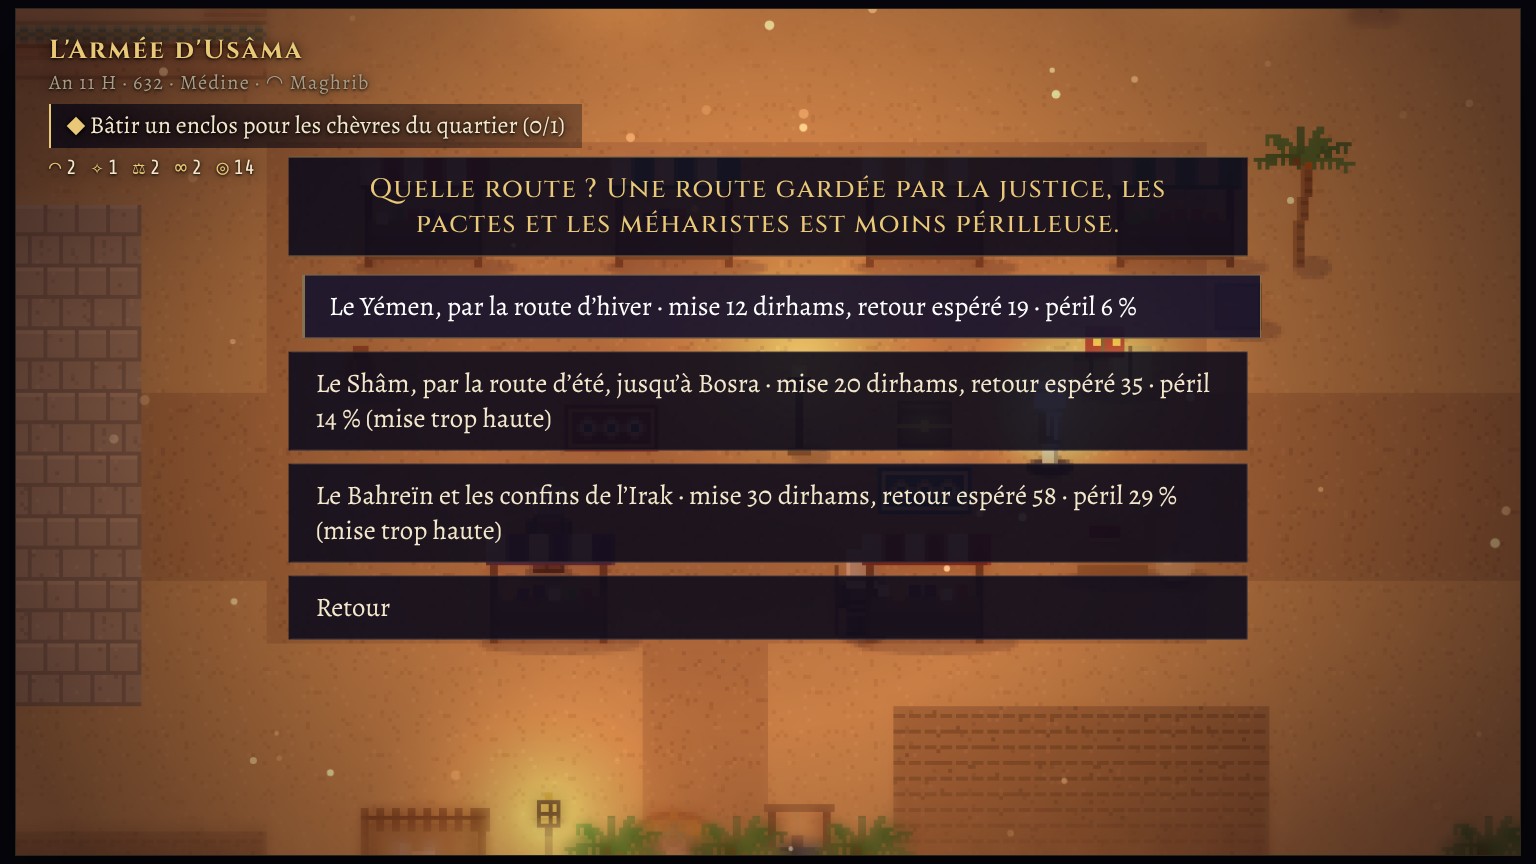 L'Armée d'Usâma
An 11 H · 632 · Médine · ◠ Maghrib
◆ Bâtir un enclos pour les chèvres du quartier (0/1)
◠ 2 ✧ 1 ⚖ 2 ∞ 2 ◎ 14
Quelle route ? Une route gardée par la justice, les
pactes et les méharistes est moins périlleuse.
Le Yémen, par la route d’hiver · mise 12 dirhams, retour espéré 19 · péril 6 %
Le Shâm, par la route d’été, jusqu’à Bosra · mise 20 dirhams, retour espéré 35 · péril
14 % (mise trop haute)
Le Bahreïn et les confins de l’Irak · mise 30 dirhams, retour espéré 58 · péril 29 %
(mise trop haute)
Retour